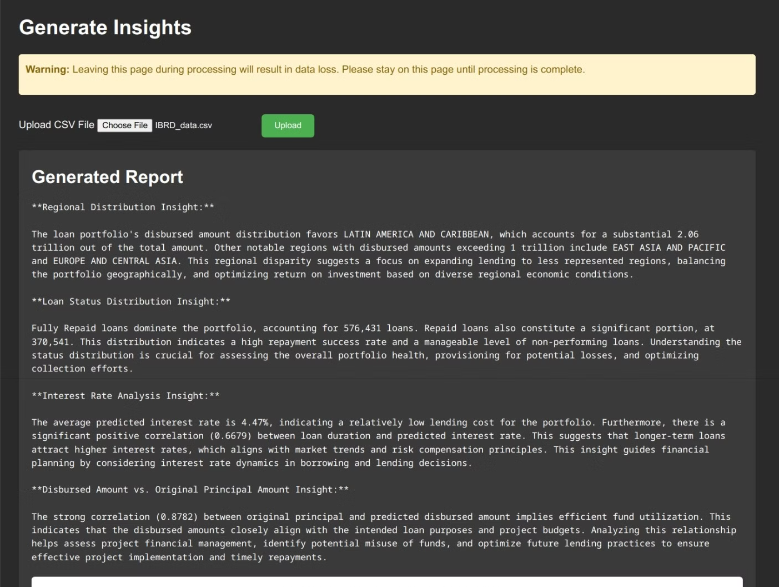 Generate Insights
Warning: Leaving this page during processing will result in data loss. Please stay on this page until processing is complete.
Upload CSV File Choose File IBRD_data.csv Upload
Generated Report
**Regional Distribution Insight:**
The loan portfolio's disbursed amount distribution favors LATIN AMERICA AND CARIBBEAN, which accounts for a substantial 2.06
trillion out of the total amount. Other notable regions with disbursed amounts exceeding 1 trillion include EAST ASIA AND PACIFIC
and EUROPE AND CENTRAL ASIA. This regional disparity suggests a focus on expanding lending to less represented regions, balancing
the portfolio geographically, and optimizing return on investment based on diverse regional economic conditions.
**Loan Status Distribution Insight:**
Fully Repaid loans dominate the portfolio, accounting for 576,431 loans. Repaid loans also constitute a significant portion, at
370,541. This distribution indicates a high repayment success rate and a manageable level of non-performing loans. Understanding the
status distribution is crucial for assessing the overall portfolio health, provisioning for potential losses, and optimizing
collection efforts.
**Interest Rate Analysis Insight:**
The average predicted interest rate is 4.47%, indicating a relatively low lending cost for the portfolio. Furthermore, there is a
significant positive correlation (0.6679) between loan duration and predicted interest rate. This suggests that longer-term loans
attract higher interest rates, which aligns with market trends and risk compensation principles. This insight guides financial
planning by considering interest rate dynamics in borrowing and lending decisions.
**Disbursed Amount vs. Original Principal Amount Insight:**
The strong correlation (0.8782) between original principal and predicted disbursed amount implies efficient fund utilization. This
indicates that the disbursed amounts closely align with the intended loan purposes and project budgets. Analyzing this relationship
helps assess project financial management, identify potential misuse of funds, and optimize future lending practices to ensure
effective project implementation and timely repayments.